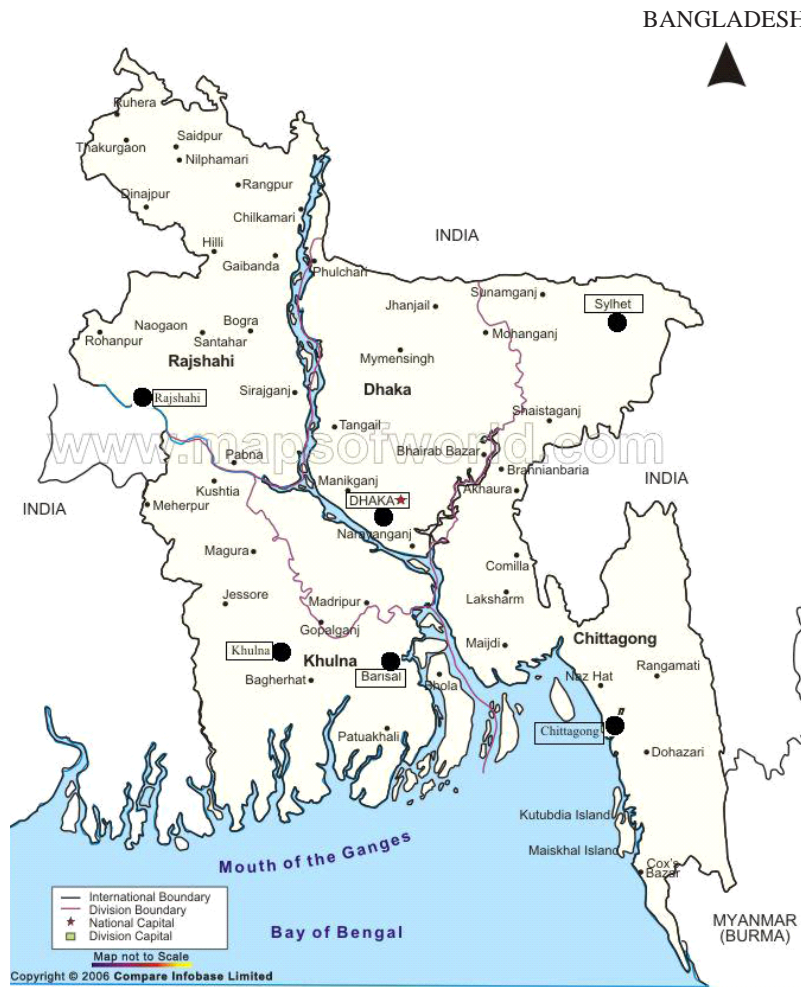 BANGLADESH
Ruhera
Thakurgaon
Saidpur
Nilphamari
Rangpur
Dinajpur
Chilkamari
INDIA
Hilli
Gaibanda
Phulchari
Sunamganj
Sylhet
Jhanjail
Naogaon
Bogra
Rohanpur
Santahar
Mohanganj
Rajshahi
Mymensingh
Dhaka
Sirajganj
Rajshahi
Shaistaganj
Tangail
www.mapsofworld.com
Pabna
Bhairab Bazar
Brahnianbaria
INDIA
Kushtia
Manikganj
Akhaura
DHAKA
INDIA
Meherpur
Narayanganj
Magura
Comilla
Jessore
Madripur
Laksharm
Gopalganj
Chittagong
Khulna
Khulna
Maijdi
Barisal
Rangamati
Bagherhat
Bhola
Naz Hat
Patuakhali
Chittagong
Dohazari
Kutubdia Island
Mouth of the Ganges
Maiskhal Island
Cox's
Bazar
International Boundary
Division Boundary
National Capital
Division Capital
Bay of Bengal
MYANMAR
(BURMA)
Map not to Scale
Copyright © 2006 Compare Infobase Limited